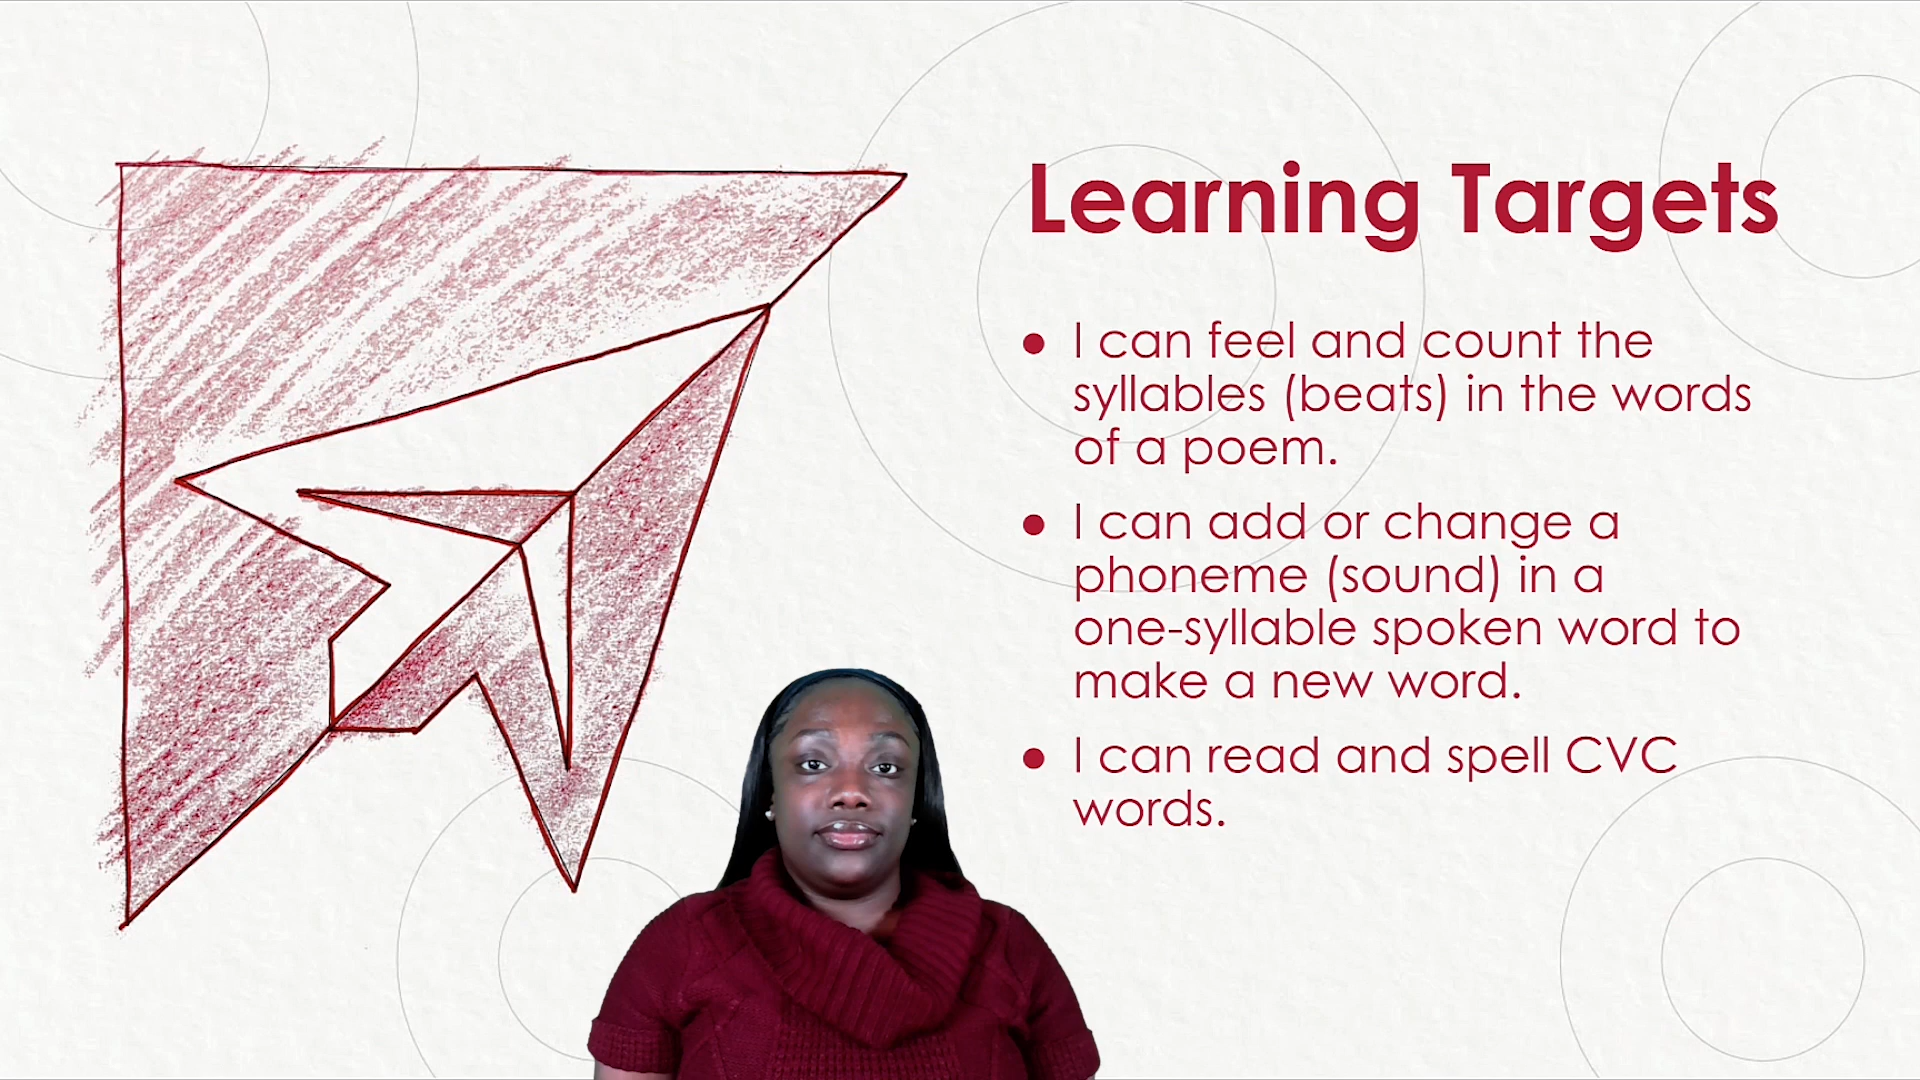 Learning Targets
● I can feel and count the
syllables (beats) in the words
of a poem.
● I can add or change a
phoneme (sound) in a
one-syllable spoken word to
make a new word.
● I can read and spell CVC
words.